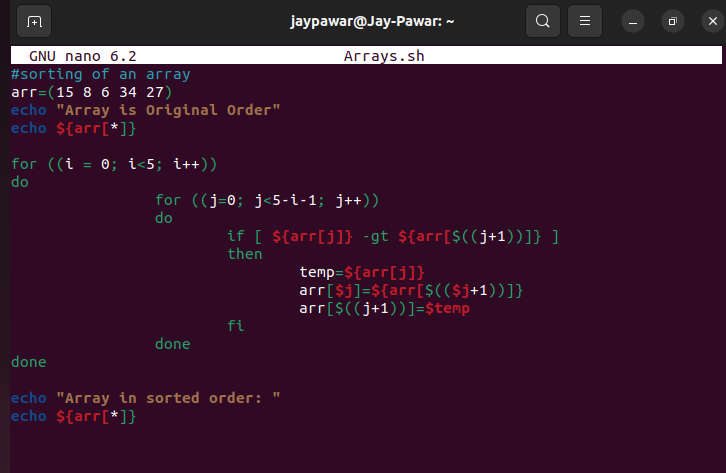 jaypawar@Jay-Pawar: ~
GNU nano 6.2 Arrays.sh
#sorting of an array
arr=(15 8 6 34 27)
echo "Array is Original Order"
echo ${arr[*]}
for ((i = 0; i<5; i++))
do
for ((j=0; j<5-i-1; j++))
do
if [ ${arr[j]} -gt ${arr[$((j+1))]} ]
then
temp=${arr[j]}
arr[$j]=${arr[$(($j+1))]}
arr[$((j+1))]=$temp
fi
done
done
echo "Array in sorted order: "
echo ${arr[*]}